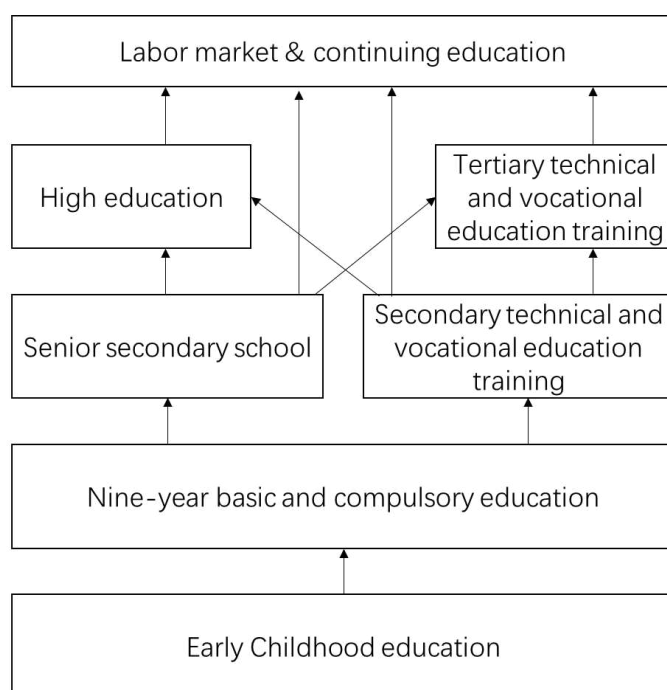 Labor market & continuing education
High education
Tertiary technical
and vocational
education training
Senior secondary school
Secondary technical and
vocational education
training
Nine-year basic and compulsory education
Early Childhood education